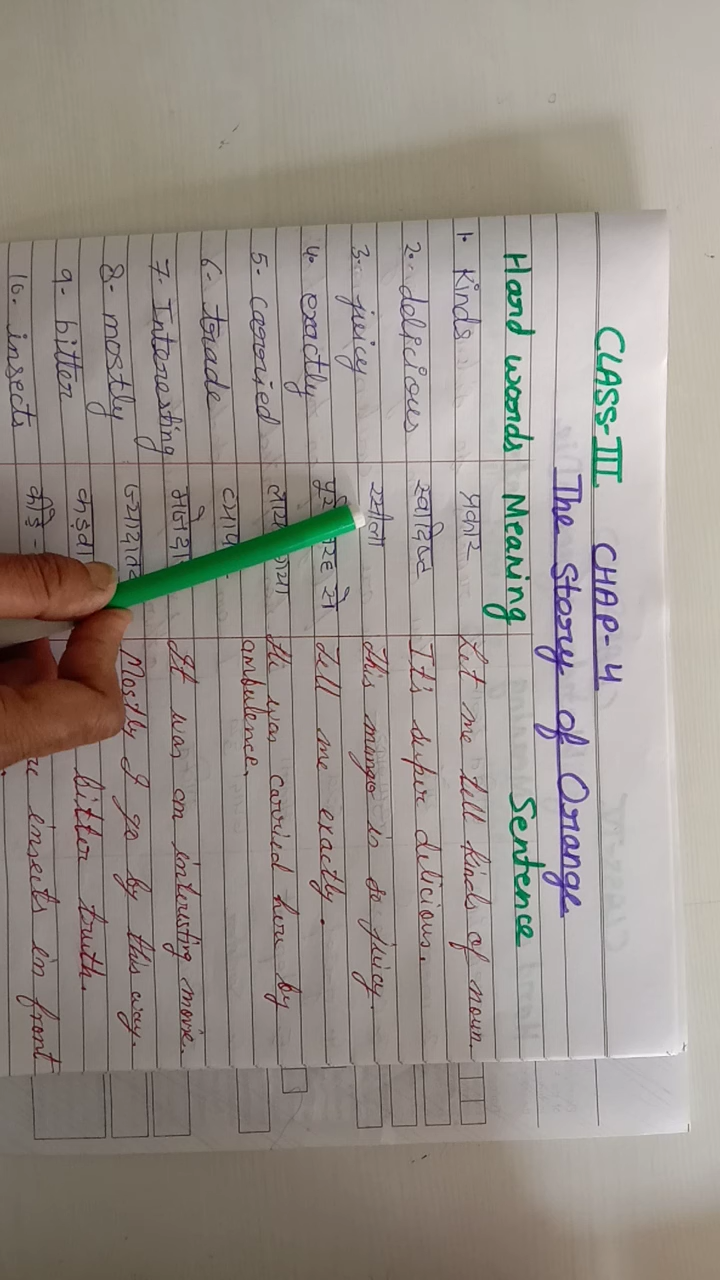 CLASS-III. CHAP-4
The Story of Orange
Hard words Meaning Sentence
1. Kinds प्रकार Let me tell kinds of noun.
2. delicious स्वादिष्ट It's super delicious.
3. juicy रसीला This mango is so juicy.
4. exactly Tell me exactly.
5. carried He was carried here by
ambulence.
6. trade
7. Interesting It was an interesting movie.
8. mostly Mostly I go by this way.
9. bitter कड़वा bitter truth.
10. insects insects in front